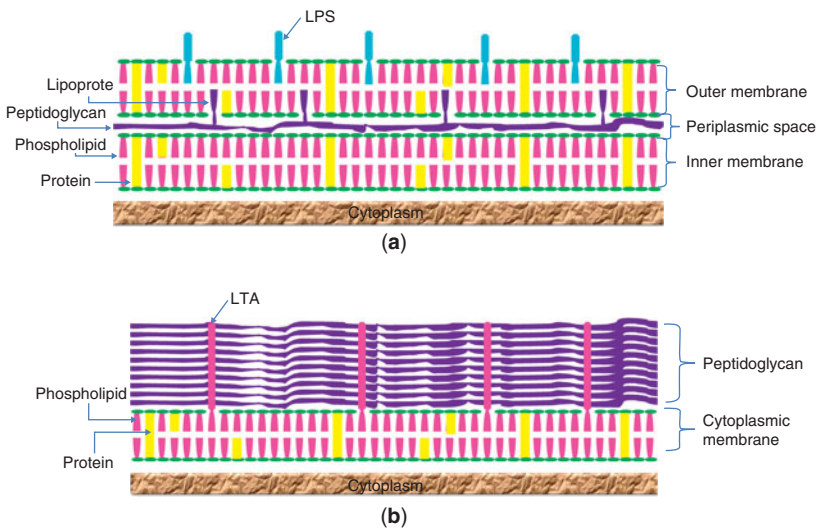 LPS
Lipoprote
Peptidoglycan
Phospholipid
Protein
Outer membrane
Periplasmic space
Inner membrane
Cytoplasm
(a)
LTA
Phospholipid
Protein
Peptidoglycan
Cytoplasmic
membrane
Cytoplasm
(b)